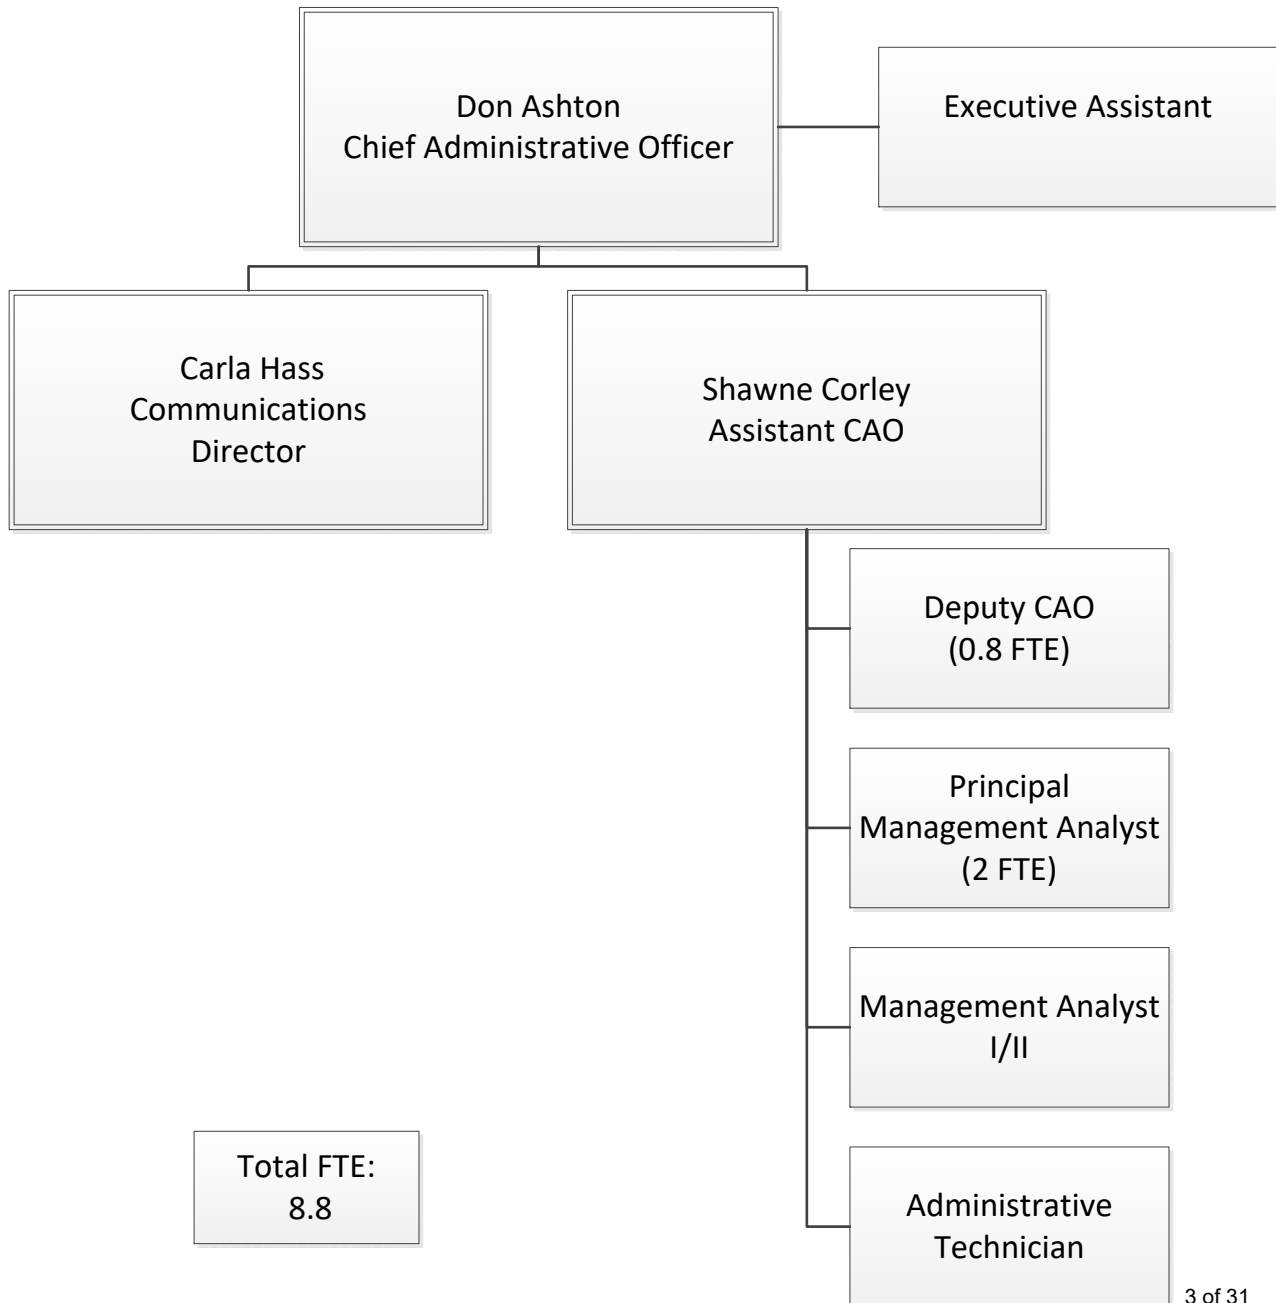 Don Ashton
Chief Administrative Officer
Executive Assistant
Carla Hass
Communications
Director
Shawne Corley
Assistant CAO
Deputy CAO
(0.8 FTE)
Principal
Management Analyst
(2 FTE)
Management Analyst
I/II
Total FTE:
8.8
Administrative
Technician
3 of 31